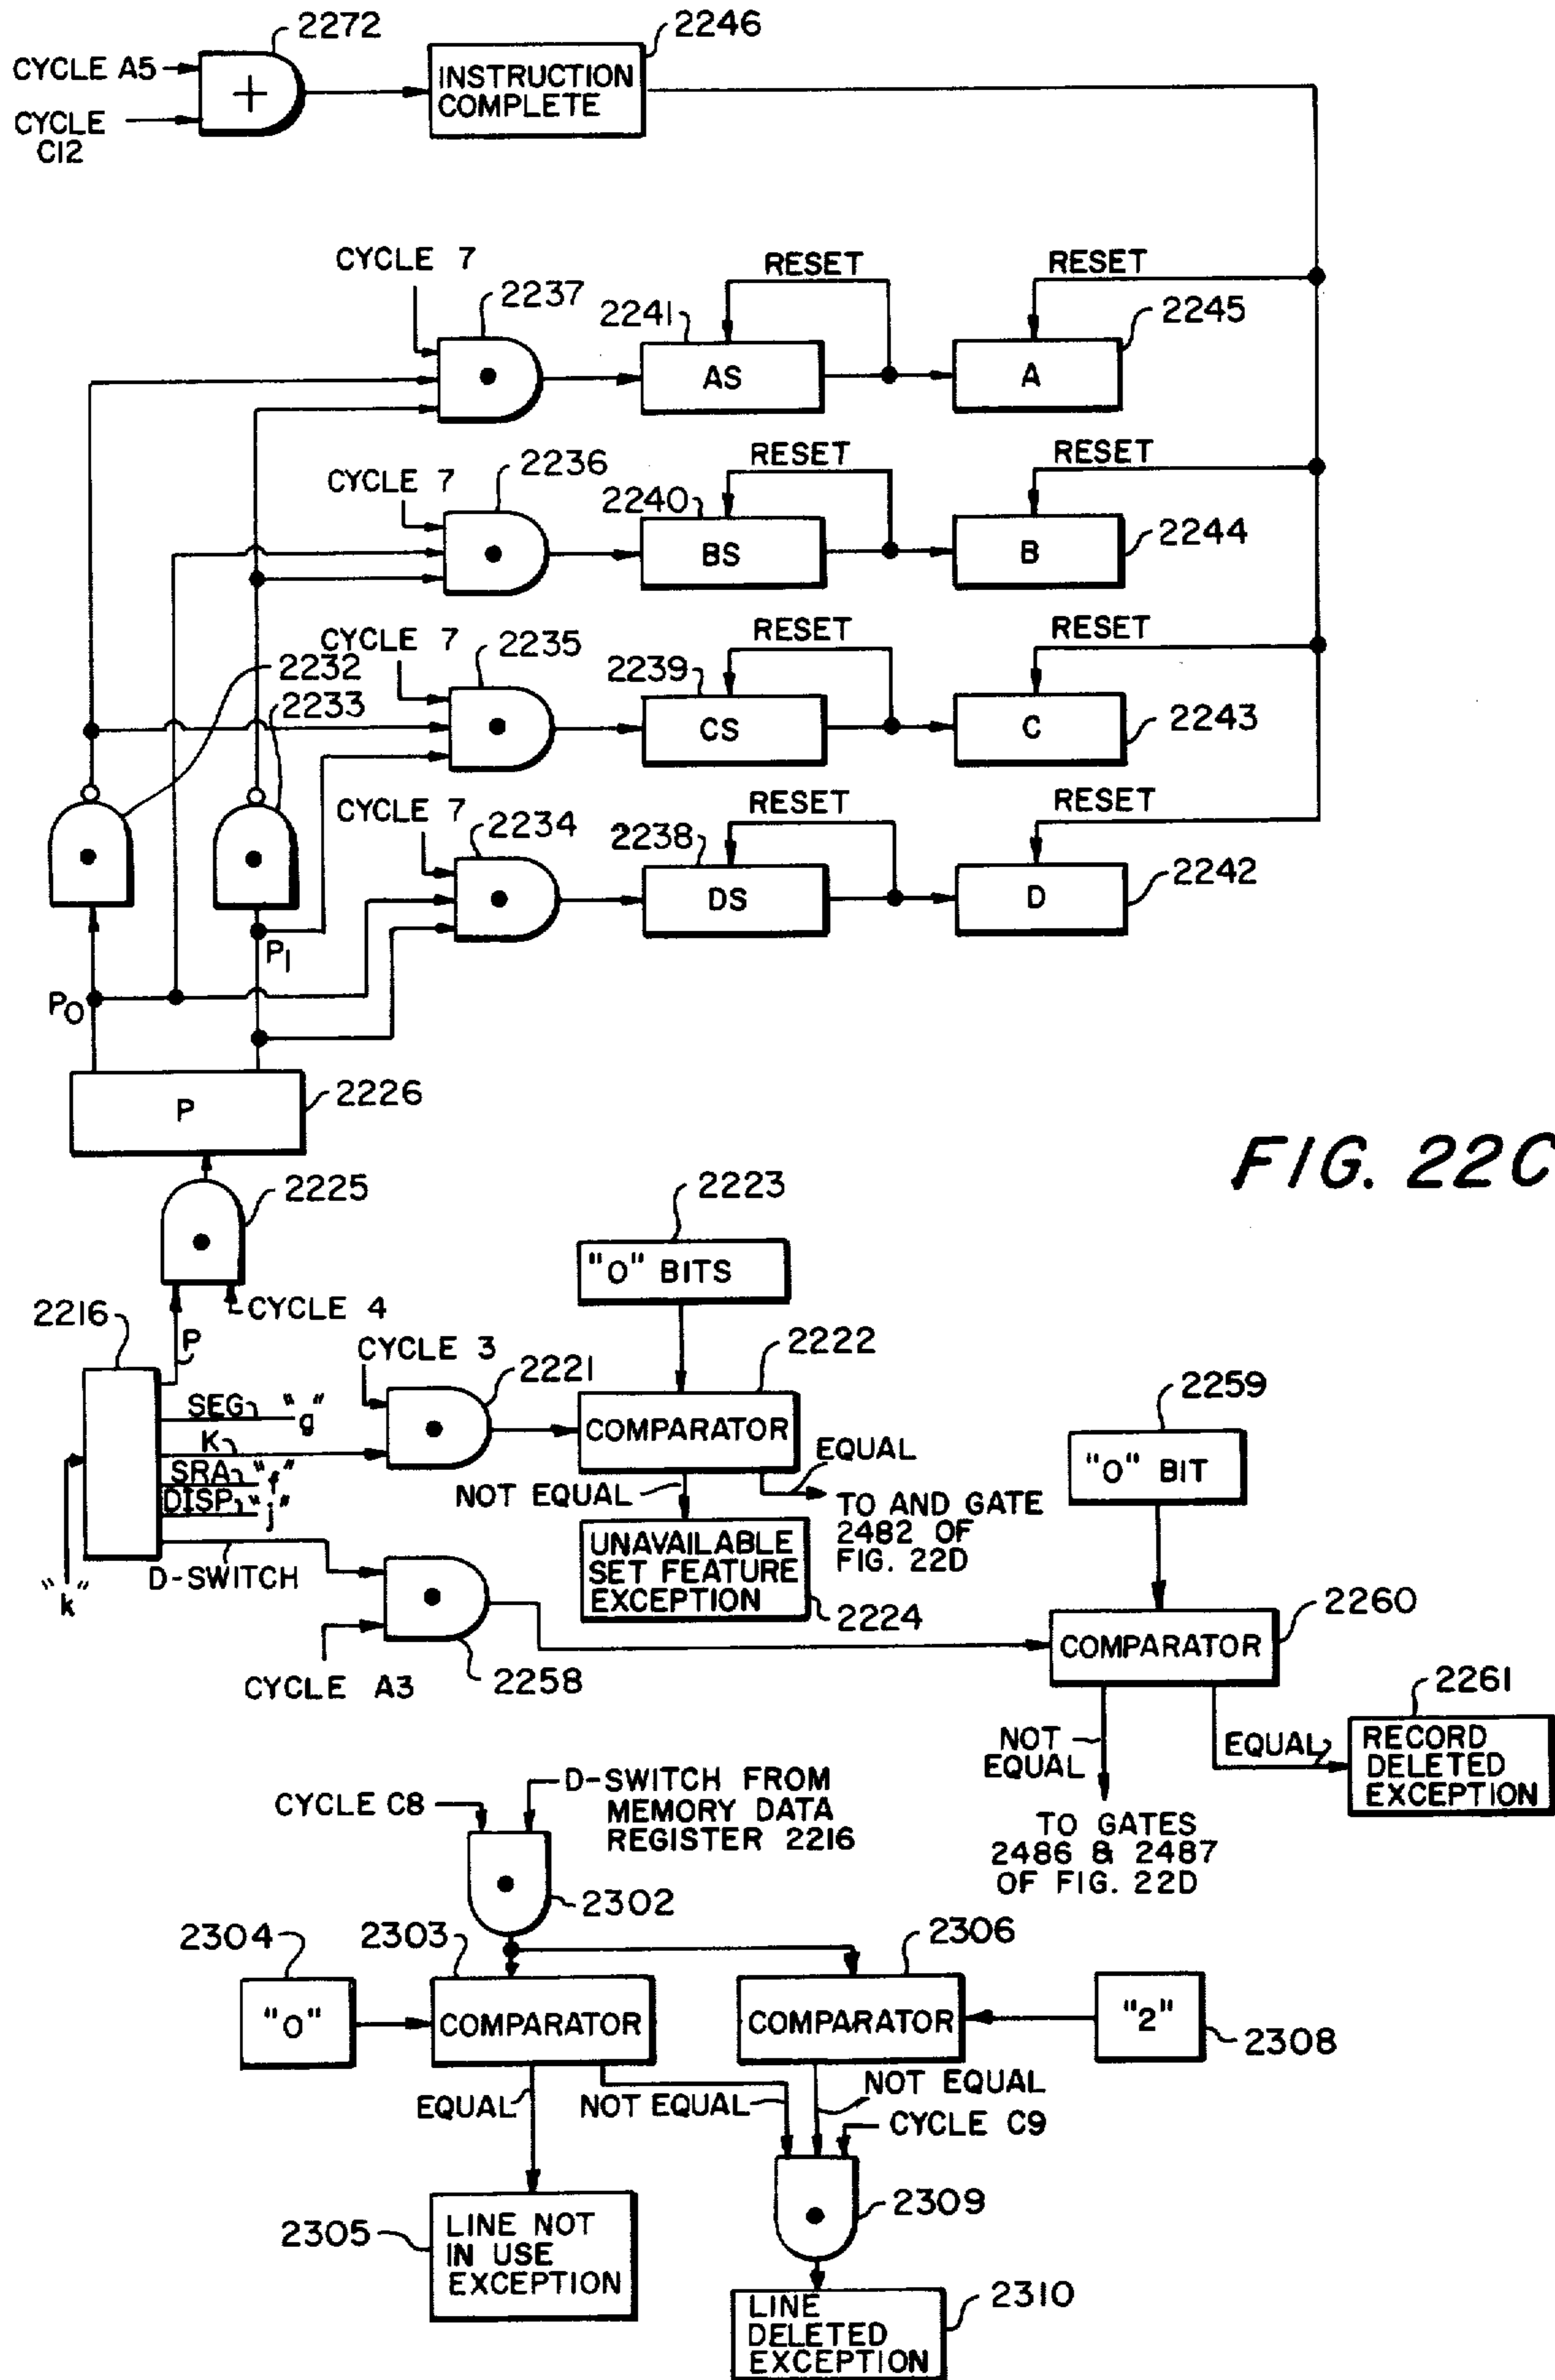 2272
2246
CYCLE A5
+
INSTRUCTION
COMPLETE
CYCLE
C12
CYCLE 7
2237
RESET
RESET
2241
2245
AS
A
CYCLE 7
2236
RESET
RESET
2240
BS
B
2244
CYCLE 7
2235
RESET
RESET
2232
2239
2233
CS
C
2243
CYCLE 7
2234
RESET
RESET
2238
DS
D
2242
P1
P0
P
2226
FIG. 22C
2225
2223
"0" BITS
2216
CYCLE 4
P
CYCLE 3
2221
2222
2259
SEG "g"
COMPARATOR
K
EQUAL
"0" BIT
SRA "f"
NOT EQUAL
TO AND GATE
2482 OF
FIG. 22D
DISP "j"
UNAVAILABLE
SET FEATURE
EXCEPTION
D-SWITCH
"k"
2224
2260
COMPARATOR
CYCLE A3
2258
2261
NOT
EQUAL
EQUAL
RECORD
DELETED
EXCEPTION
CYCLE C8
D-SWITCH FROM
MEMORY DATA
REGISTER 2216
TO GATES
2486 & 2487
OF FIG. 22D
2302
2304
2303
2306
"0"
COMPARATOR
COMPARATOR
"2"
2308
EQUAL
NOT EQUAL
NOT EQUAL
CYCLE C9
2309
2305
LINE NOT
IN USE
EXCEPTION
2310
LINE
DELETED
EXCEPTION